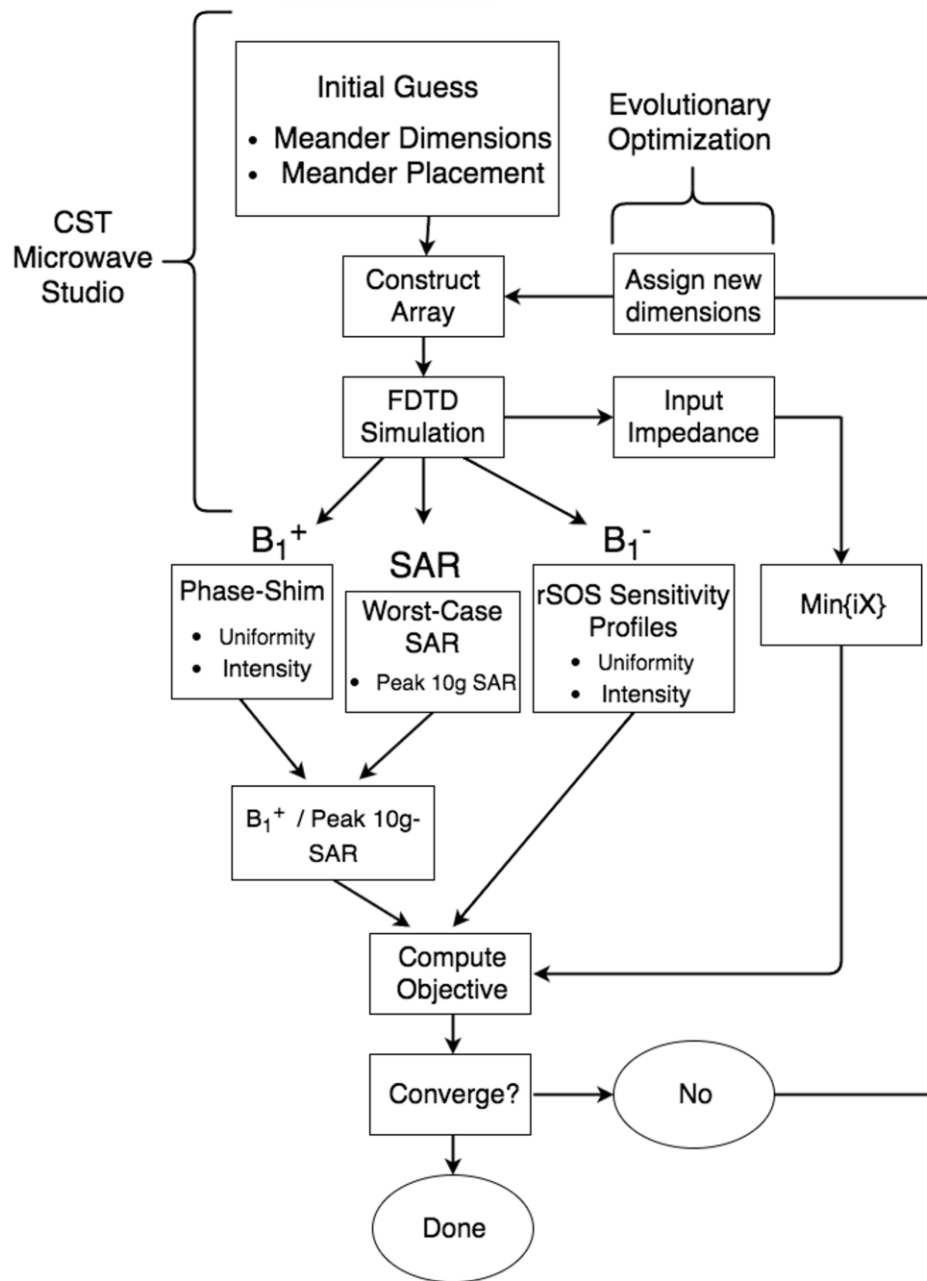 Initial Guess
• Meander Dimensions
• Meander Placement
Evolutionary
Optimization
CST
Microwave
Studio
Construct
Array
Assign new
dimensions
FDTD
Simulation
Input
Impedance
B₁⁺
SAR
B₁⁻
Phase-Shim
• Uniformity
• Intensity
Worst-Case
SAR
• Peak 10g SAR
rSOS Sensitivity
Profiles
• Uniformity
• Intensity
Min{iX}
B₁⁺ / Peak 10g-
SAR
Compute
Objective
Converge?
No
Done